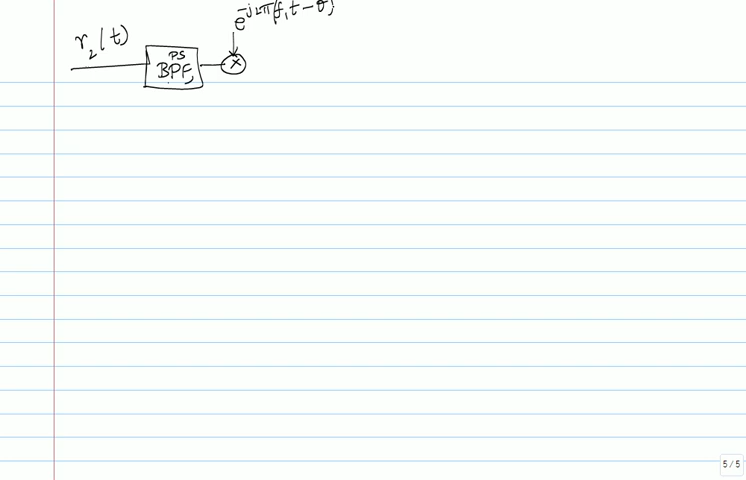 e^{-j2π(f_1 t - θ)}
r_2(t)
PS
BPF_1
×
5 / 5